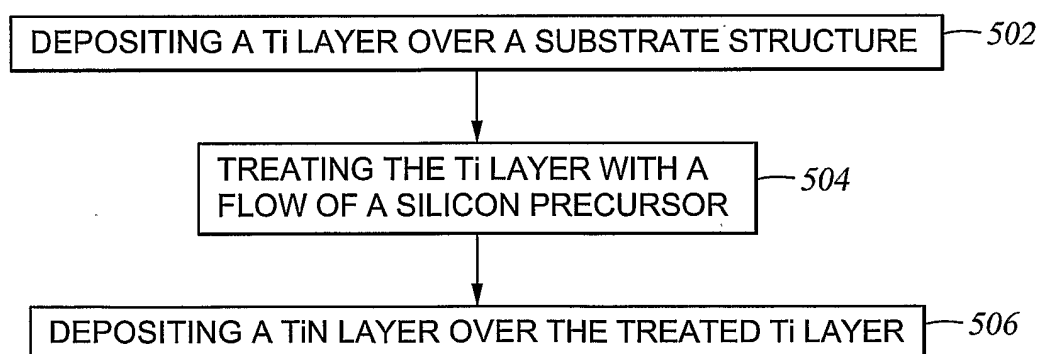 DEPOSITING A Ti LAYER OVER A SUBSTRATE STRUCTURE 502
TREATING THE Ti LAYER WITH A
FLOW OF A SILICON PRECURSOR
504
DEPOSITING A TiN LAYER OVER THE TREATED Ti LAYER 506